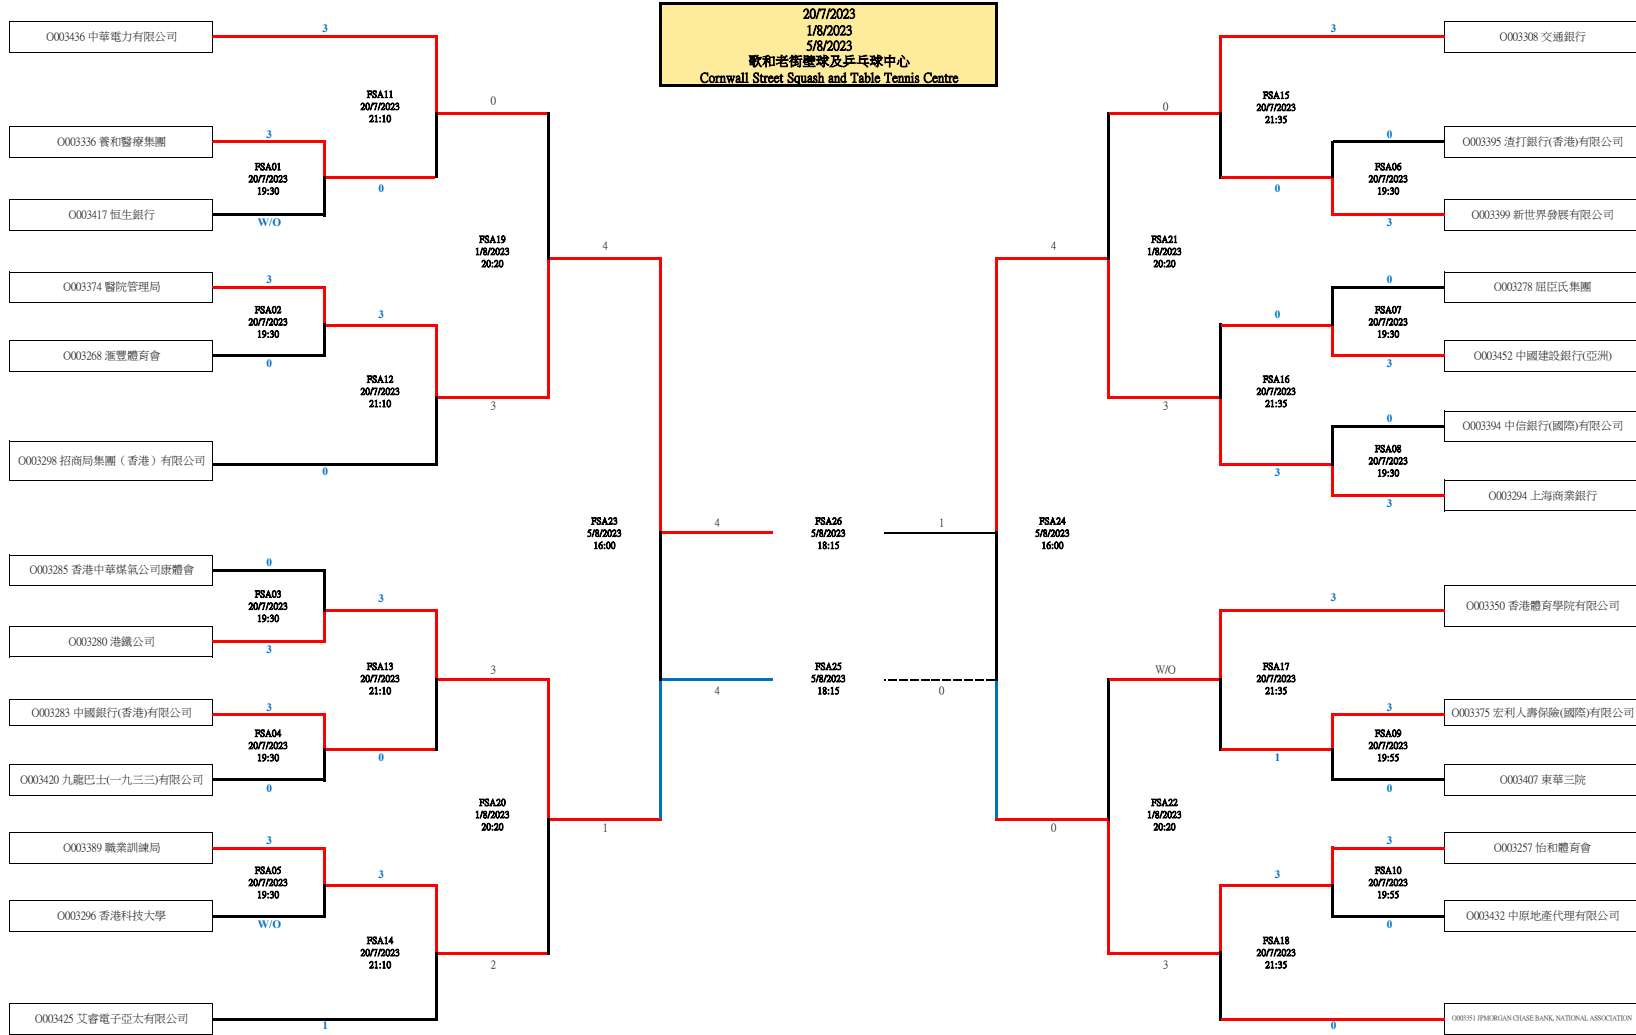 20/7/2023
1/8/2023
5/8/2023
歌和老街壁球及乒乓球中心
Cornwall Street Squash and Table Tennis Centre
O003436 中華電力有限公司
3
FSA11
20/7/2023
21:10
0
O003336 養和醫療集團
3
FSA01
20/7/2023
19:30
0
O003417 恒生銀行
W/O
FSA19
1/8/2023
20:20
4
O003374 醫院管理局
3
FSA02
20/7/2023
19:30
3
O003268 滙豐體育會
0
FSA12
20/7/2023
21:10
3
O003298 招商局集團（香港）有限公司
0
FSA23
5/8/2023
16:00
4
O003285 香港中華煤氣公司康體會
0
FSA03
20/7/2023
19:30
3
O003280 港鐵公司
3
FSA13
20/7/2023
21:10
3
O003283 中國銀行(香港)有限公司
3
FSA04
20/7/2023
19:30
0
O003420 九龍巴士(一九三三)有限公司
0
FSA20
1/8/2023
20:20
1
O003389 職業訓練局
3
FSA05
20/7/2023
19:30
3
O003296 香港科技大學
W/O
FSA14
20/7/2023
21:10
2
O003425 艾睿電子亞太有限公司
1
FSA26
5/8/2023
18:15
1
4
FSA25
5/8/2023
18:15
0
3
O003308 交通銀行
0
FSA15
20/7/2023
21:35
0
O003395 渣打銀行(香港)有限公司
FSA06
20/7/2023
19:30
0
O003399 新世界發展有限公司
3
4
FSA21
1/8/2023
20:20
0
O003278 屈臣氏集團
0
FSA07
20/7/2023
19:30
O003452 中國建設銀行(亞洲)
3
3
FSA16
20/7/2023
21:35
0
O003394 中信銀行(國際)有限公司
FSA08
20/7/2023
19:30
3
O003294 上海商業銀行
3
FSA24
5/8/2023
16:00
3
O003350 香港體育學院有限公司
W/O
FSA17
20/7/2023
21:35
3
O003375 宏利人壽保險(國際)有限公司
FSA09
20/7/2023
19:55
1
O003407 東華三院
0
0
FSA22
1/8/2023
20:20
3
O003257 怡和體育會
3
FSA10
20/7/2023
19:55
O003432 中原地產代理有限公司
0
3
FSA18
20/7/2023
21:35
O003351 JPMORGAN CHASE BANK, NATIONAL ASSOCIATION
0